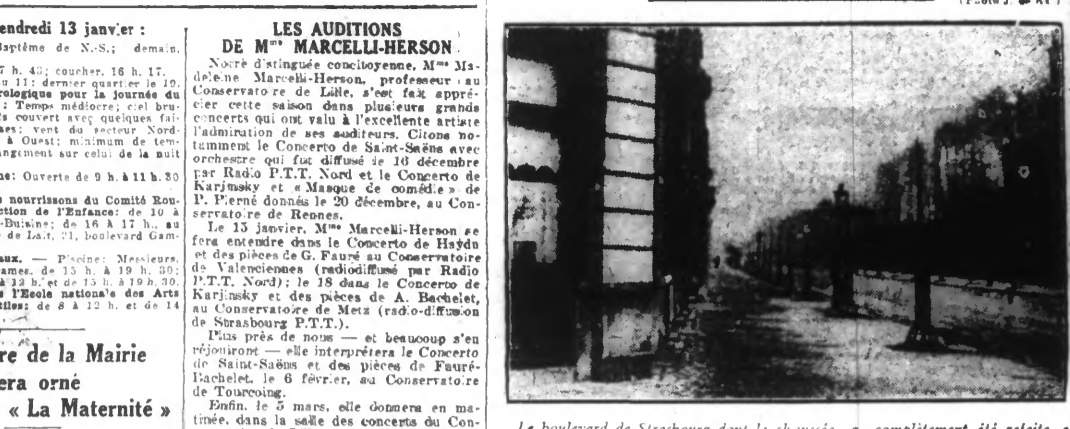 endredi 13 janvier :
Baptême de N.-S.; demain,
7 h. 43; coucher, 16 h. 17.
u 11; dernier quartier le 19.
rologique pour la journée du
: Temps médiocre; ciel bru-
s couvert avec quelques fai-
ses; vent du secteur Nord-
à Ouest; minimum de tem-
angement sur celui de la nuit
ne: Ouverte de 9 h. à 11 h. 30
nourrissons du Comité Rou-
ction de l'Enfance: de 10 à
-Buisine; de 16 à 17 h., au
de Lait, 21, boulevard Gam-
aux. — Piscine: Messieurs,
ames, de 15 h. à 19 h. 30;
à 12 h. et de 15 h. à 19 h. 30.
e l'Ecole nationale des Arts
tiles: de 8 à 12 h. et de 14
re de la Mairie
era orné
« La Maternité »
LES AUDITIONS
DE Mme MARCELLI-HERSON
Notre distinguée concitoyenne, Mme Ma-
deleine Marcelli-Herson, professeur au
Conservatoire de Lille, s'est fait appré-
cier cette saison dans plusieurs grands
concerts qui ont valu à l'excellente artiste
l'admiration de ses auditeurs. Citons no-
tamment le Concerto de Saint-Saëns avec
orchestre qui fut diffusé le 16 décembre
par Radio P.T.T. Nord et le Concerto de
Karjinsky et « Masque de comédie » de
P. Pierné donnés le 20 décembre, au Con-
servatoire de Rennes.
Le 13 janvier, Mme Marcelli-Herson se
fera entendre dans le Concerto de Haydn
et des pièces de G. Fauré au Conservatoire
de Valenciennes (radiodiffusé par Radio
P.T.T. Nord); le 18 dans le Concerto de
Karjinsky et des pièces de A. Bachelet,
au Conservatoire de Metz (radio-diffusion
de Strasbourg P.T.T.).
Plus près de nous — et beaucoup s'en
réjouiront — elle interprétera le Concerto
de Saint-Saëns et des pièces de Fauré-
Bachelet, le 6 février, au Conservatoire
de Tourcoing.
Enfin, le 5 mars, elle donnera en ma-
tinée, dans la salle des concerts du Con-
(Photo J.
Le boulevard de Strasbourg dont la chaussée a complètement été refaite